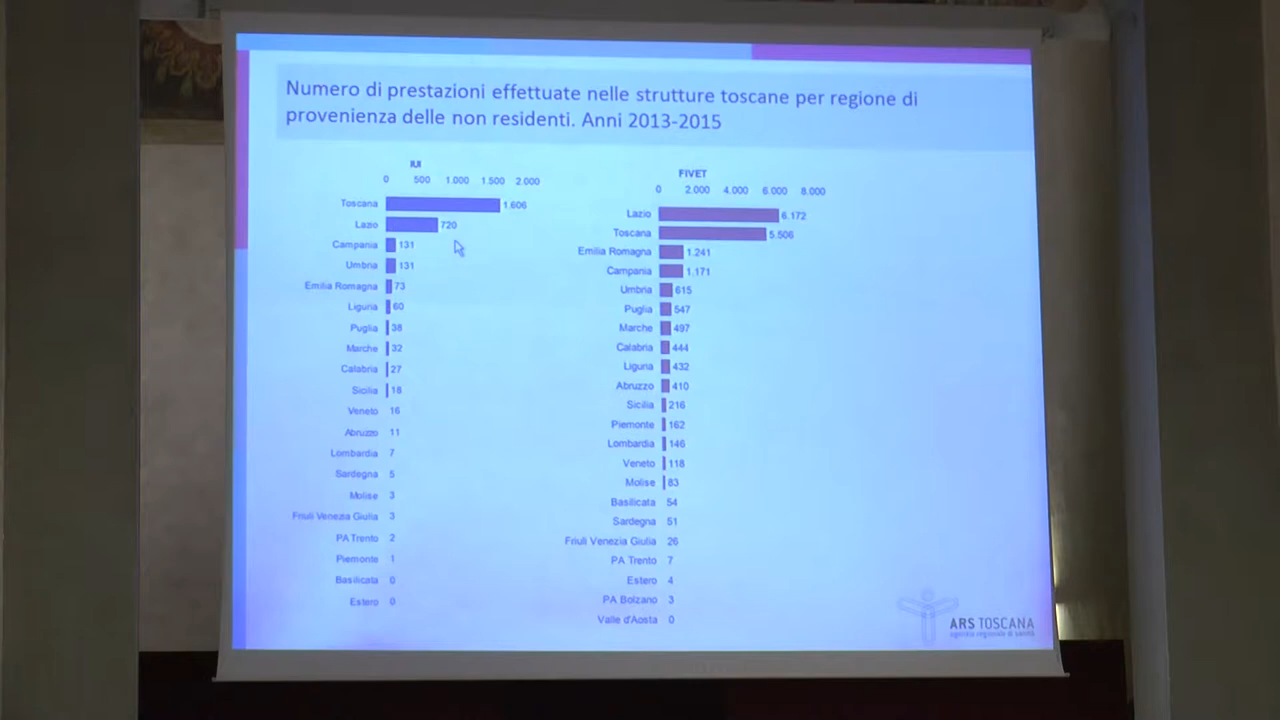 Numero di prestazioni effettuate nelle strutture toscane per regione di
provenienza delle non residenti. Anni 2013-2015
IUI
0 500 1.000 1.500 2.000
Toscana 1.606
Lazio 720
Campania 131
Umbria 131
Emilia Romagna 73
Liguria 60
Puglia 38
Marche 32
Calabria 27
Sicilia 18
Veneto 16
Abruzzo 11
Lombardia 7
Sardegna 5
Molise 3
Friuli Venezia Giulia 3
PA Trento 2
Piemonte 1
Basilicata 0
Estero 0
FIVET
0 2.000 4.000 6.000 8.000
Lazio 6.172
Toscana 5.506
Emilia Romagna 1.241
Campania 1.171
Umbria 615
Puglia 547
Marche 497
Calabria 444
Liguria 432
Abruzzo 410
Sicilia 216
Piemonte 162
Lombardia 146
Veneto 118
Molise 83
Basilicata 54
Sardegna 51
Friuli Venezia Giulia 26
PA Trento 7
Estero 4
PA Bolzano 3
Valle d'Aosta 0
ARS TOSCANA
agenzia regionale di sanità